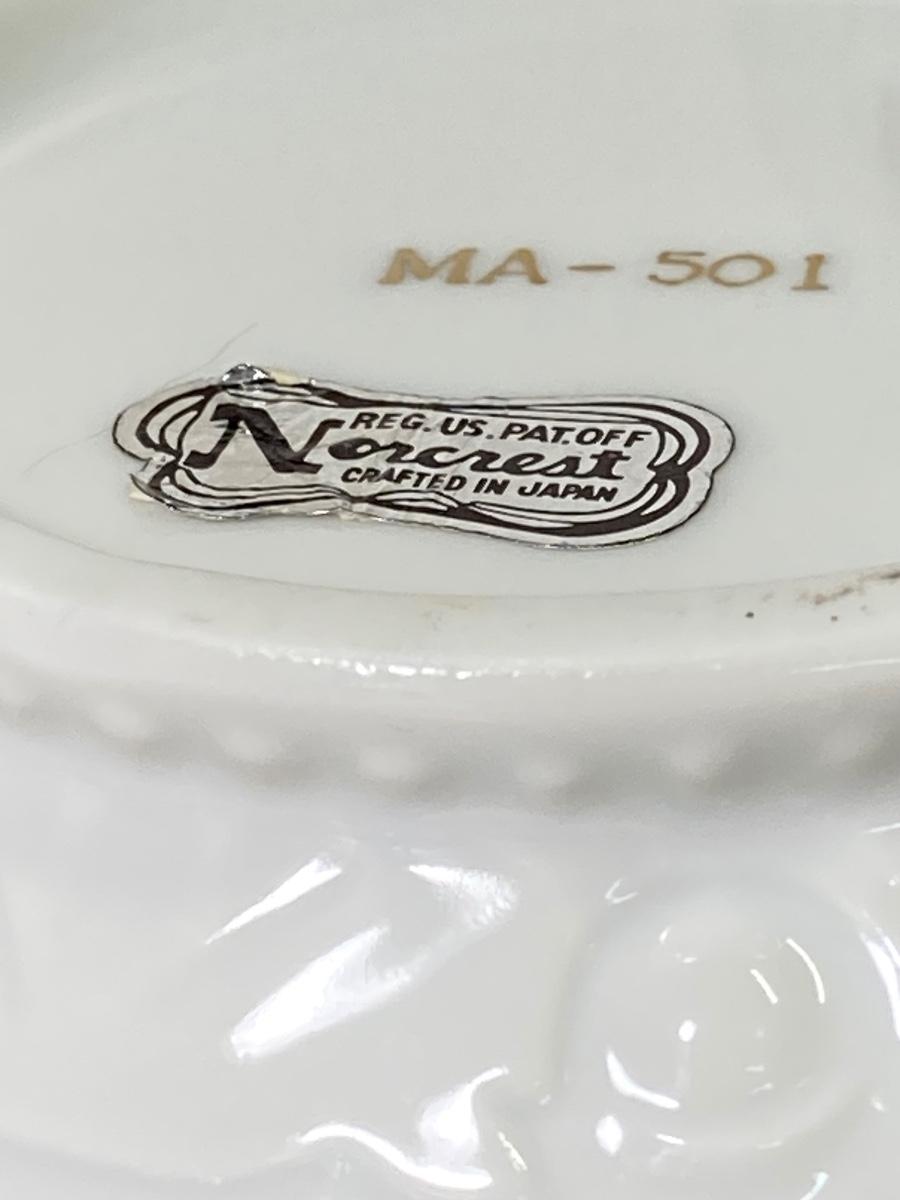 MA-501
REG. US. PAT. OFF
Norcrest
CRAFTED IN JAPAN